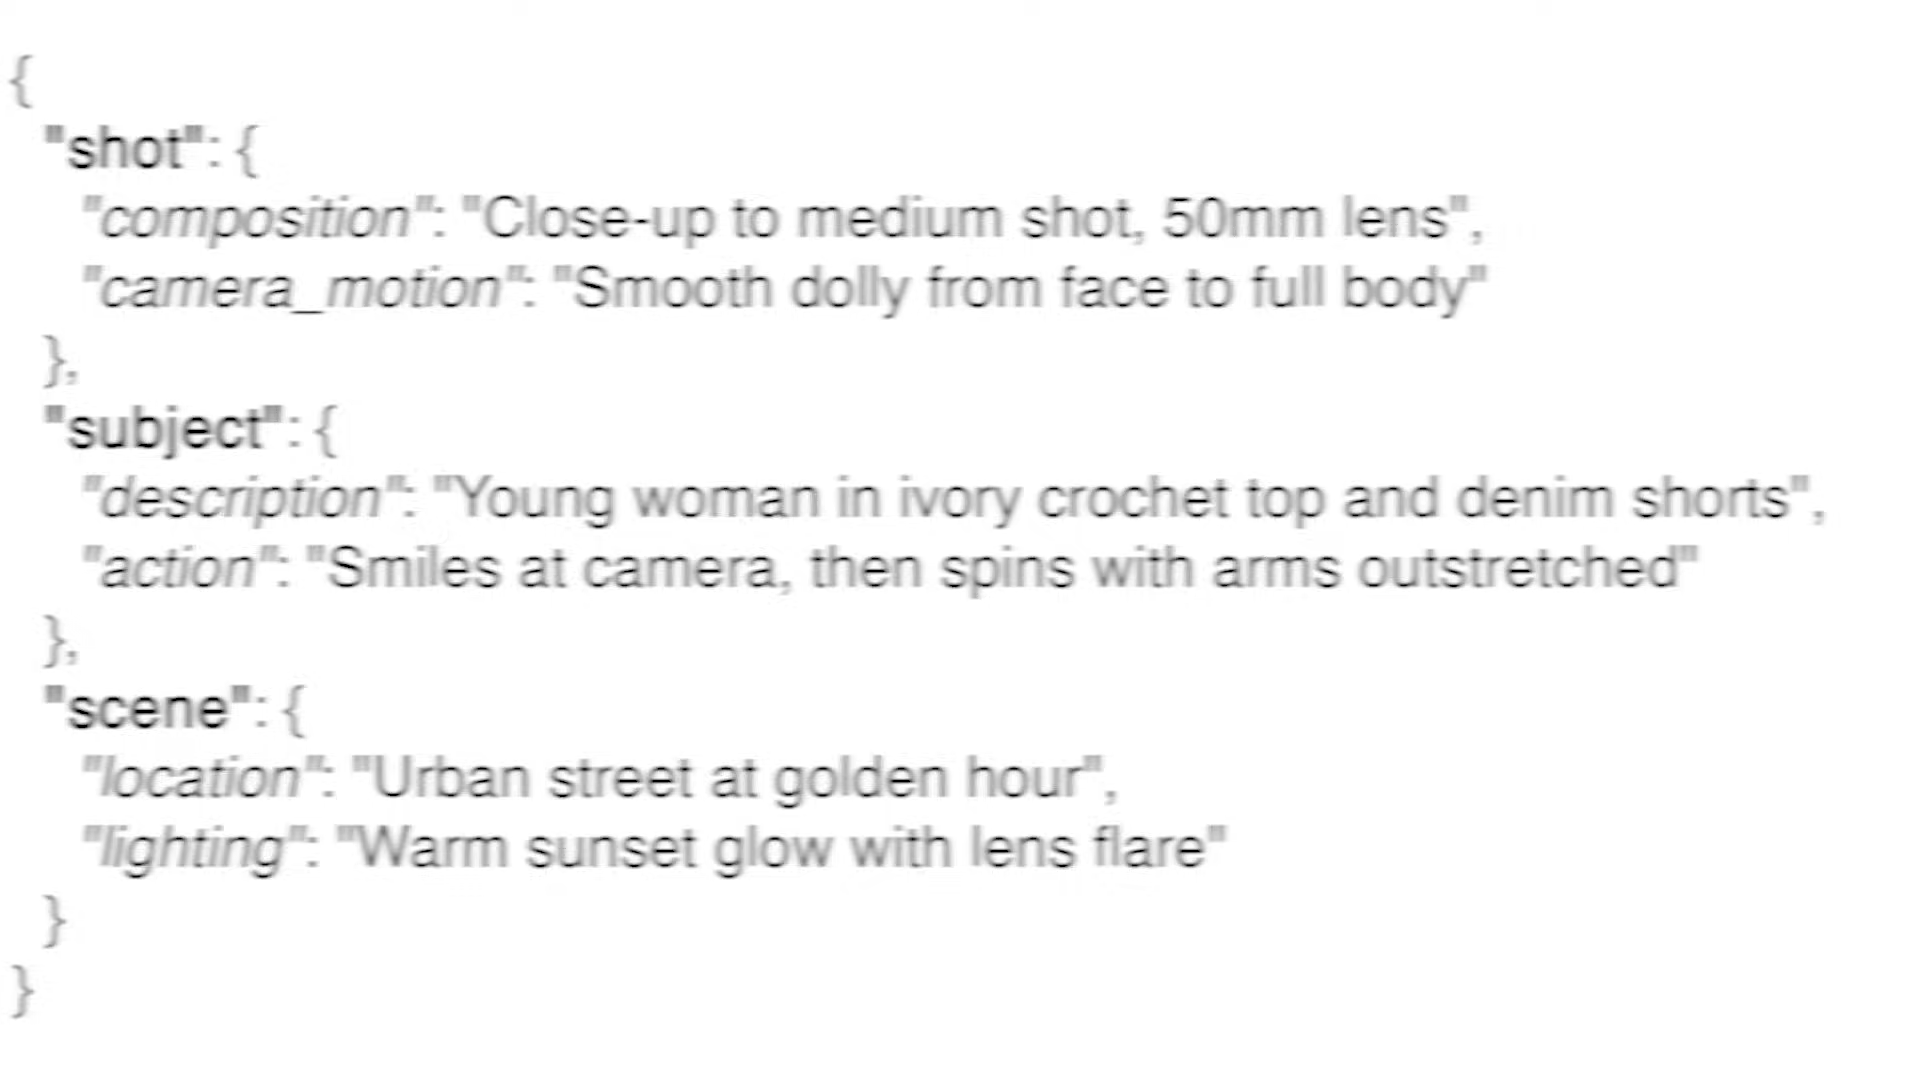 {
"shot": {
"composition": "Close-up to medium shot, 50mm lens",
"camera_motion": "Smooth dolly from face to full body"
},
"subject": {
"description": "Young woman in ivory crochet top and denim shorts",
"action": "Smiles at camera, then spins with arms outstretched"
},
"scene": {
"location": "Urban street at golden hour",
"lighting": "Warm sunset glow with lens flare"
}
}